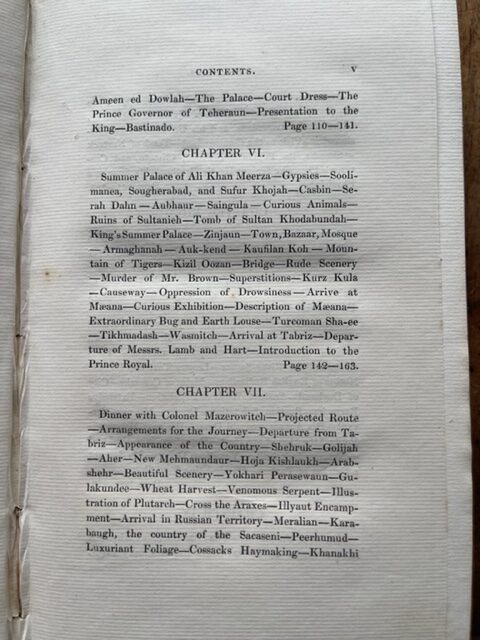 CONTENTS. v
Ameen ed Dowlah—The Palace—Court Dress—The
Prince Governor of Teheraun—Presentation to the
King—Bastinado. Page 110—141.
CHAPTER VI.
Summer Palace of Ali Khan Meerza—Gypsies—Sooli-
manea, Sougherabad, and Sufur Khojah—Casbin—Se-
rah Dahn—Aubhaur—Saingula—Curious Animals—
Ruins of Sultanieh—Tomb of Sultan Khodabundah—
King's Summer Palace—Zinjaun—Town, Bazaar, Mosque
—Armaghanah—Auk-kend—Kaufilan Koh—Moun-
tain of Tigers—Kizil Oozan—Bridge—Rude Scenery
—Murder of Mr. Brown—Superstitions—Kurz Kula
—Causeway—Oppression of Drowsiness—Arrive at
Mæana—Curious Exhibition—Description of Mæana—
Extraordinary Bug and Earth Louse—Turcoman Sha-ee
—Tikhmadash—Wasmitch—Arrival at Tabriz—Depar-
ture of Messrs. Lamb and Hart—Introduction to the
Prince Royal. Page 142—163.
CHAPTER VII.
Dinner with Colonel Mazerowitch—Projected Route
—Arrangements for the Journey—Departure from Ta-
briz—Appearance of the Country—Shehruk—Golijah
—Aher—New Mehmaundaur—Hoja Kishlaukh—Arab-
shehr—Beautiful Scenery—Yokhari Perasewaun—Gu-
lakundee—Wheat Harvest—Venomous Serpent—Illus-
tration of Plutarch—Cross the Araxes—Illyaut Encamp-
ment—Arrival in Russian Territory—Meralian—Kara-
baugh, the country of the Sacaseni—Peerhumud—
Luxuriant Foliage—Cossacks Haymaking—Khanakhi